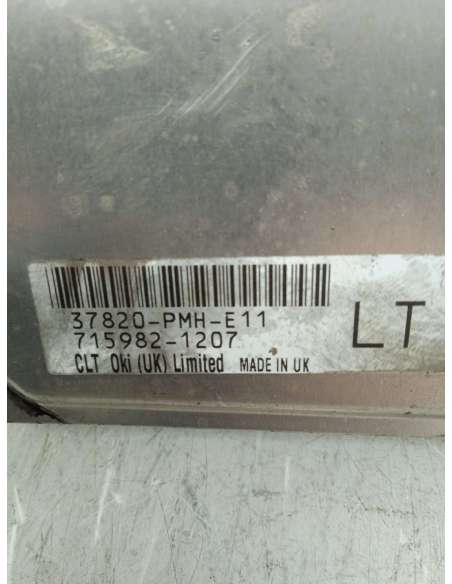 37820-PMH-E11
715982-1207
CLT Oki (UK) Limited MADE IN UK
LT